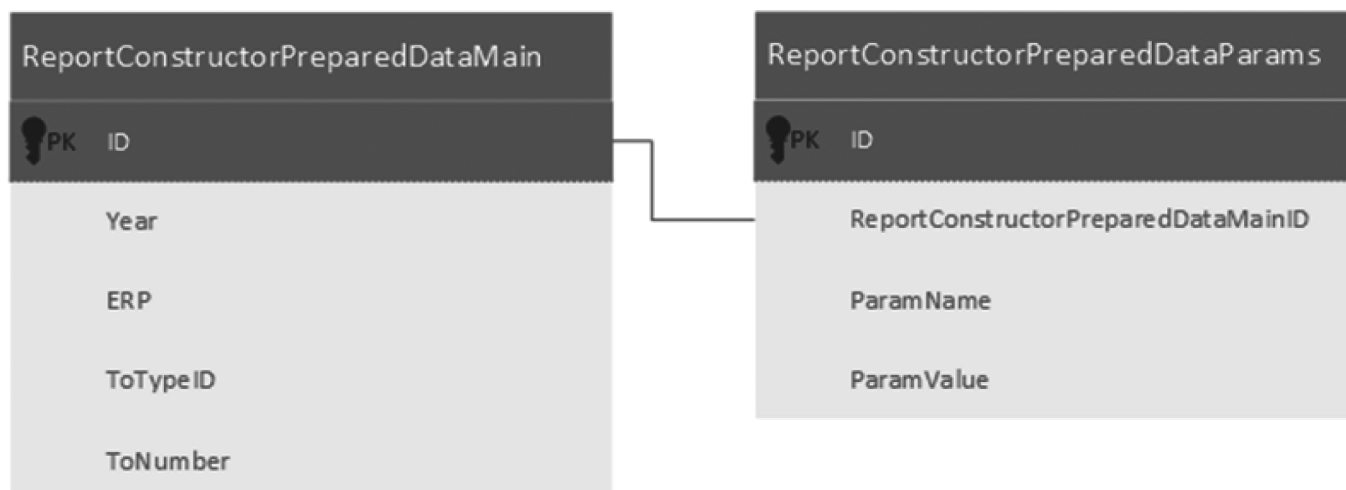 ReportConstructorPreparedDataMain
PK ID
Year
ERP
ToTypeID
ToNumber
ReportConstructorPreparedDataParams
PK ID
ReportConstructorPreparedDataMainID
ParamName
ParamValue